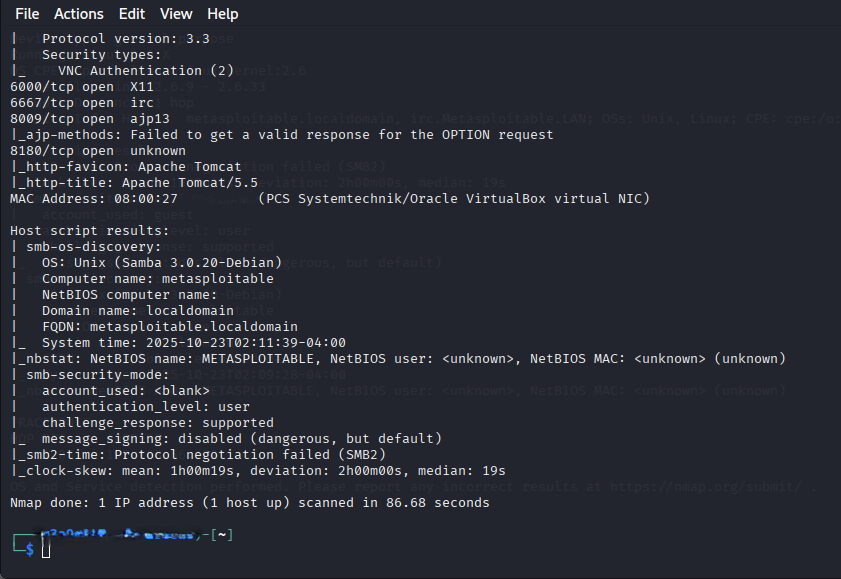 File Actions Edit View Help
|   Protocol version: 3.3
|   Security types:
|_    VNC Authentication (2)
6000/tcp open  X11
6667/tcp open  irc
8009/tcp open  ajp13
|_ajp-methods: Failed to get a valid response for the OPTION request
8180/tcp open  unknown
|_http-favicon: Apache Tomcat
|_http-title: Apache Tomcat/5.5
MAC Address: 08:00:27          (PCS Systemtechnik/Oracle VirtualBox virtual NIC)
Host script results:
| smb-os-discovery:
|   OS: Unix (Samba 3.0.20-Debian)
|   Computer name: metasploitable
|   NetBIOS computer name:
|   Domain name: localdomain
|   FQDN: metasploitable.localdomain
|_  System time: 2025-10-23T02:11:39-04:00
|_nbstat: NetBIOS name: METASPLOITABLE, NetBIOS user: <unknown>, NetBIOS MAC: <unknown> (unknown)
| smb-security-mode:
|   account_used: <blank>
|   authentication_level: user
|   challenge_response: supported
|_  message_signing: disabled (dangerous, but default)
|_smb2-time: Protocol negotiation failed (SMB2)
|_clock-skew: mean: 1h00m19s, deviation: 2h00m00s, median: 19s
Nmap done: 1 IP address (1 host up) scanned in 86.68 seconds
-[~]
$